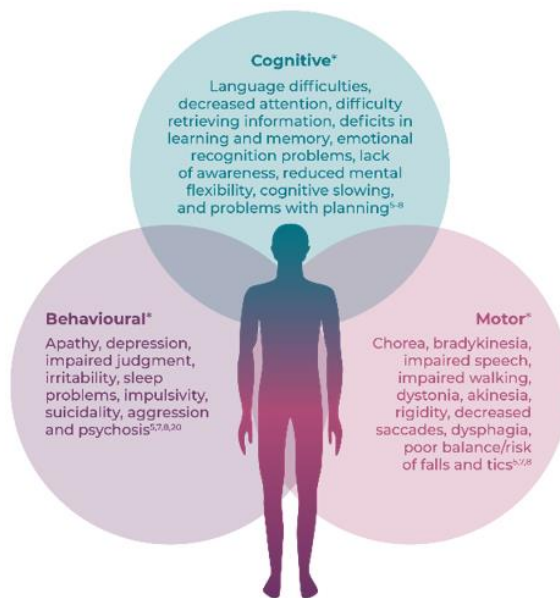 Cognitive*
Language difficulties,
decreased attention, difficulty
retrieving information, deficits in
learning and memory, emotional
recognition problems, lack
of awareness, reduced mental
flexibility, cognitive slowing,
and problems with planning⁵⁻⁸
Behavioural*
Apathy, depression,
impaired judgment,
irritability, sleep
problems, impulsivity,
suicidality, aggression
and psychosis⁵,⁷,⁸,²⁰
Motor*
Chorea, bradykinesia,
impaired speech,
impaired walking,
dystonia, akinesia,
rigidity, decreased
saccades, dysphagia,
poor balance/risk
of falls and tics⁵,⁷,⁸